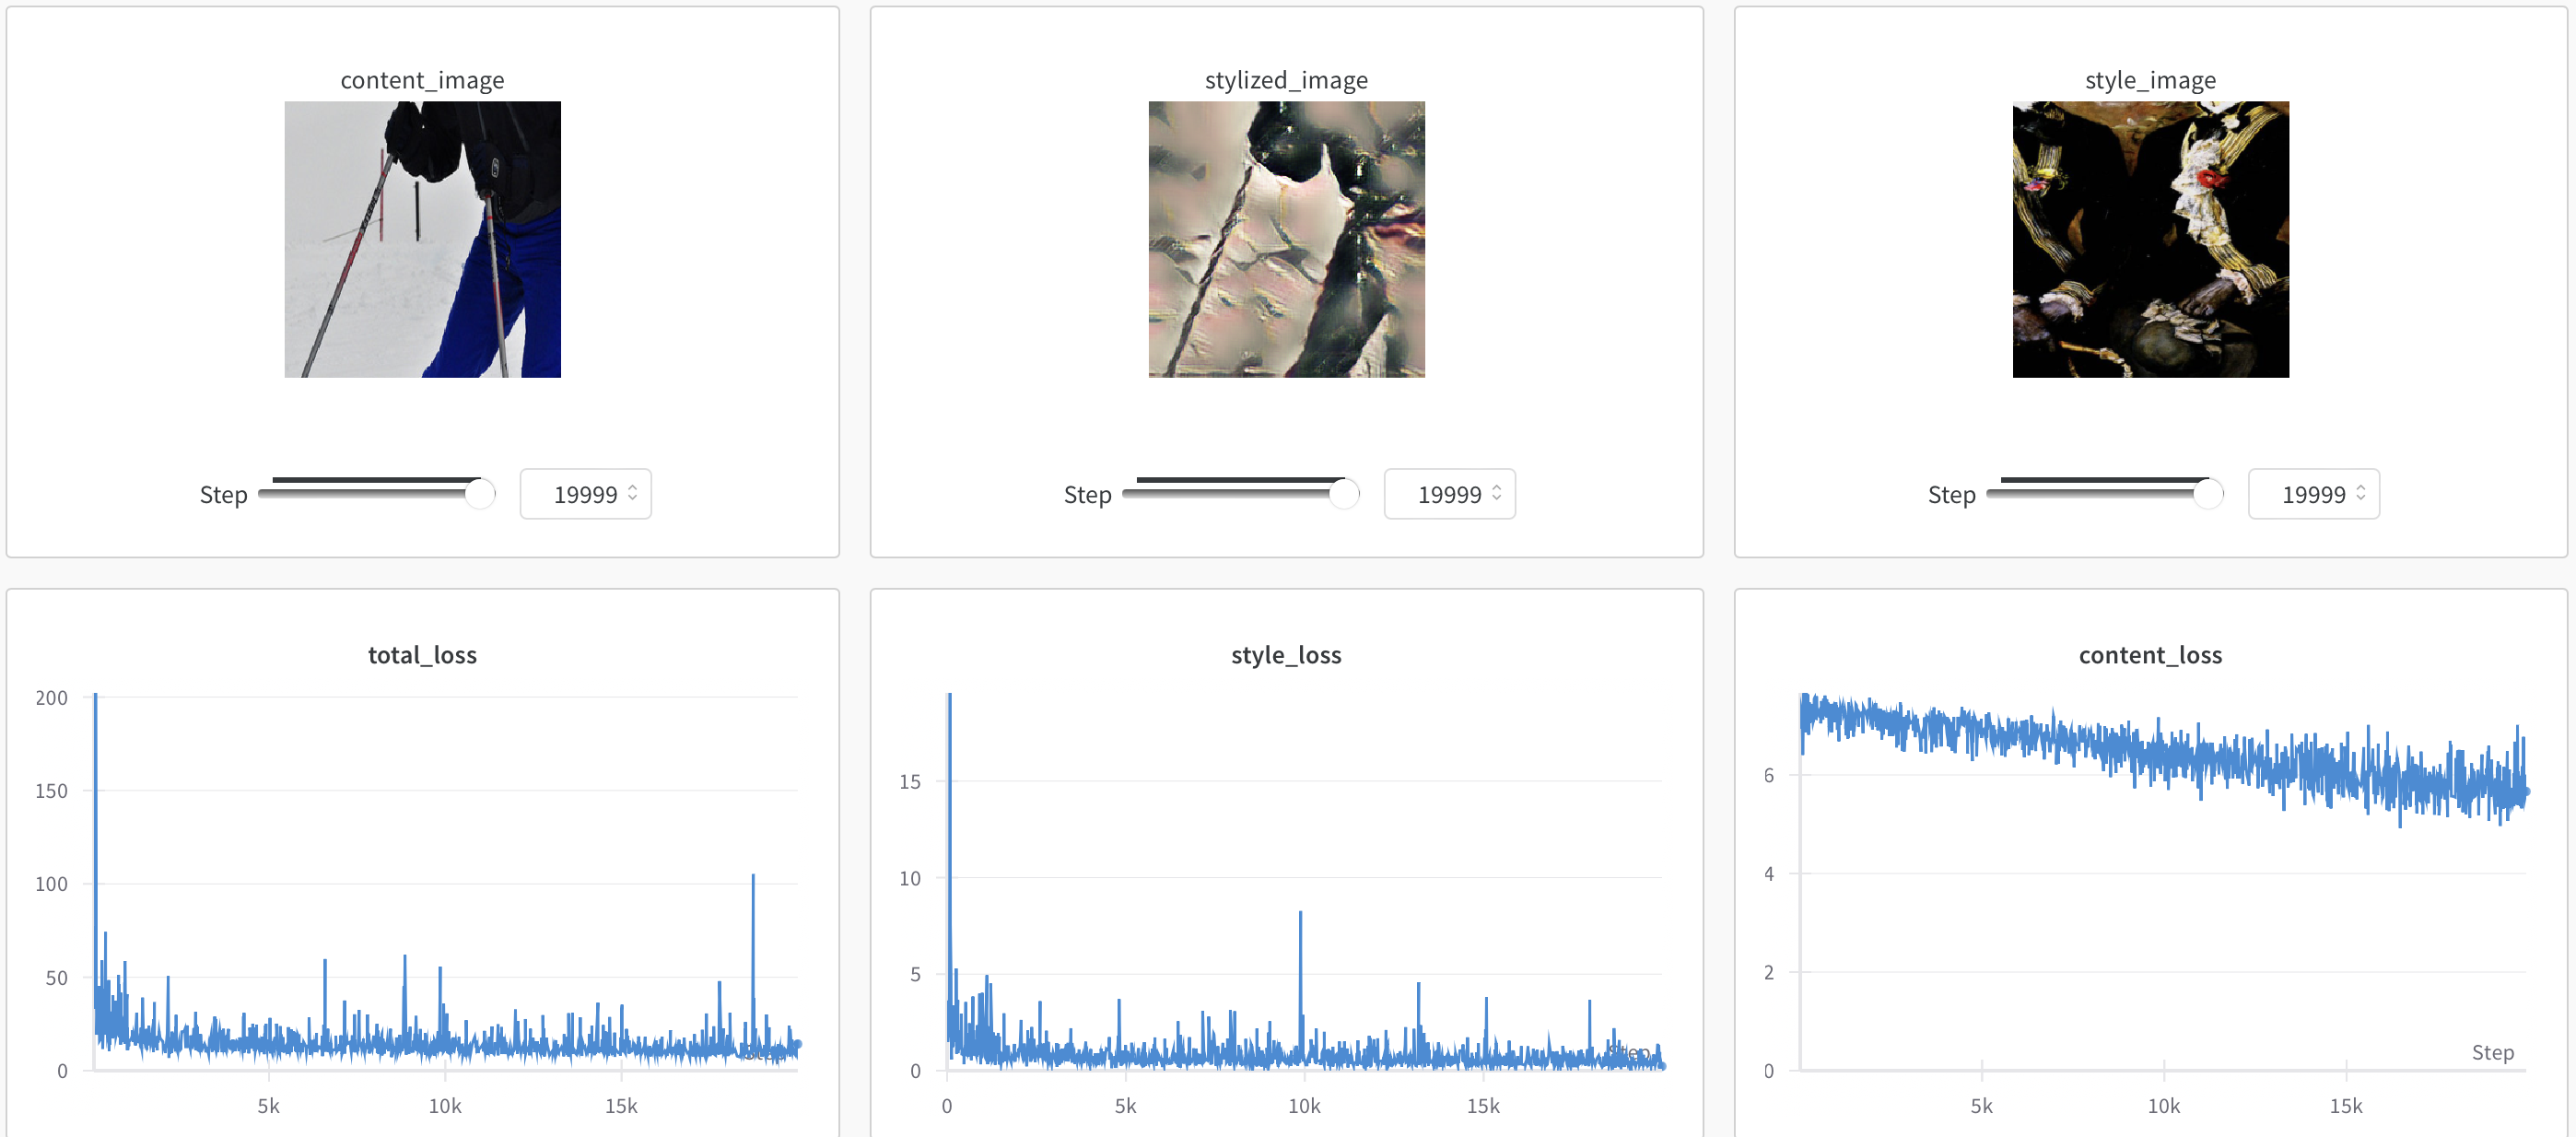 content_image
stylized_image
style_image
Step 19999
Step 19999
Step 19999
total_loss
200
150
100
50
0
5k 10k 15k
Step
style_loss
15
10
5
0
0 5k 10k 15k
Step
content_loss
6
4
2
0
5k 10k 15k
Step